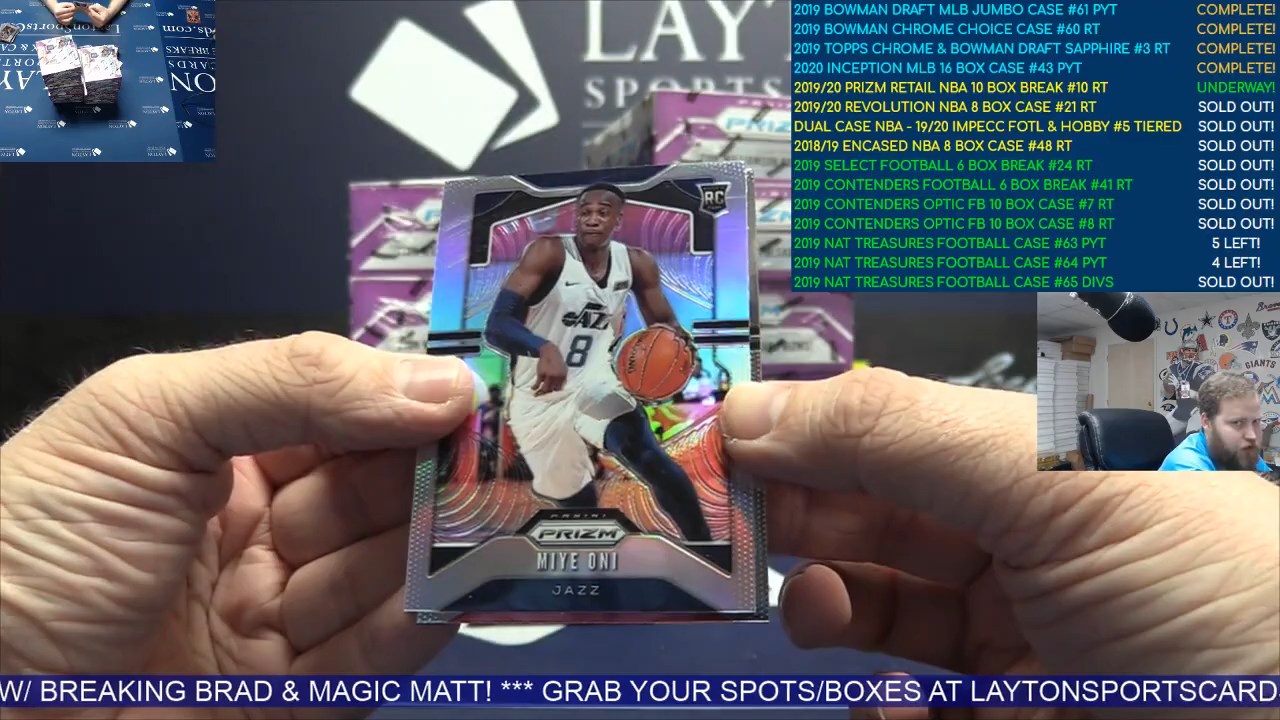 2019 BOWMAN DRAFT MLB JUMBO CASE #61 PYT COMPLETE!
2019 BOWMAN CHROME CHOICE CASE #60 RT COMPLETE!
2019 TOPPS CHROME & BOWMAN DRAFT SAPPHIRE #3 RT COMPLETE!
2020 INCEPTION MLB 16 BOX CASE #43 PYT COMPLETE!
2019/20 PRIZM RETAIL NBA 10 BOX BREAK #10 RT UNDERWAY!
2019/20 REVOLUTION NBA 8 BOX CASE #21 RT SOLD OUT!
DUAL CASE NBA - 19/20 IMPECC FOTL & HOBBY #5 TIERED SOLD OUT!
2018/19 ENCASED NBA 8 BOX CASE #48 RT SOLD OUT!
2019 SELECT FOOTBALL 6 BOX BREAK #24 RT SOLD OUT!
2019 CONTENDERS FOOTBALL 6 BOX BREAK #41 RT SOLD OUT!
2019 CONTENDERS OPTIC FB 10 BOX CASE #7 RT SOLD OUT!
2019 CONTENDERS OPTIC FB 10 BOX CASE #8 RT SOLD OUT!
2019 NAT TREASURES FOOTBALL CASE #63 PYT 5 LEFT!
2019 NAT TREASURES FOOTBALL CASE #64 PYT 4 LEFT!
2019 NAT TREASURES FOOTBALL CASE #65 DIVS SOLD OUT!
LAYT
SPORTS
PRIZM
RC
JAZZ
8
GIANTS
PANINI
PRIZM
MIYE ONI
JAZZ
W/ BREAKING BRAD & MAGIC MATT! *** GRAB YOUR SPOTS/BOXES AT LAYTONSPORTSCARD